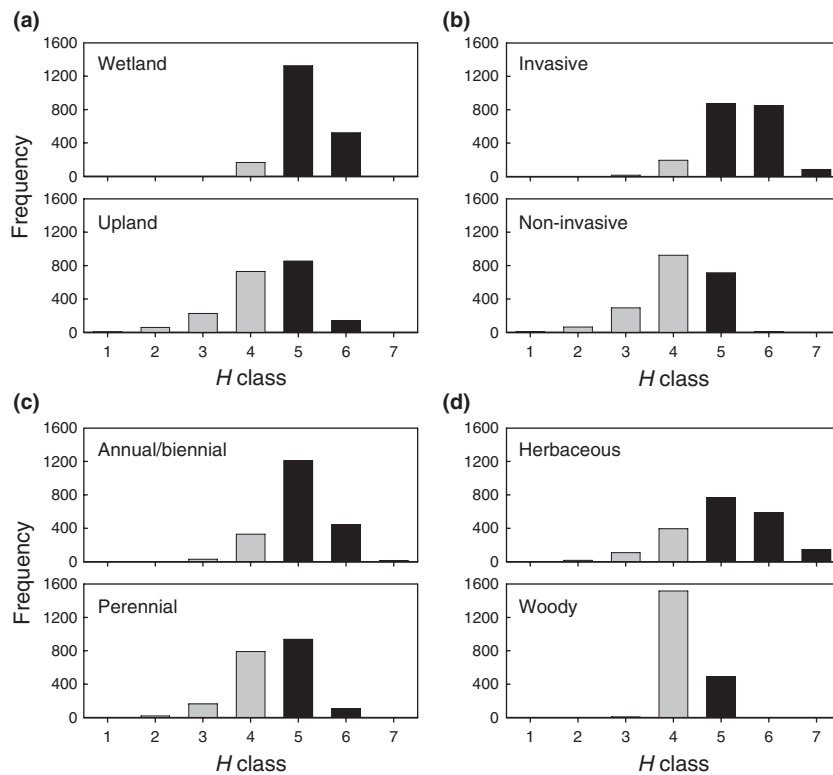 (a)
Wetland
1600
1200
800
400
0
Upland
1600
1200
800
400
0
Frequency
1 2 3 4 5 6 7
H class
(b)
Invasive
1600
1200
800
400
0
Non-invasive
1600
1200
800
400
0
1 2 3 4 5 6 7
H class
(c)
Annual/biennial
1600
1200
800
400
0
Perennial
1600
1200
800
400
0
Frequency
1 2 3 4 5 6 7
H class
(d)
Herbaceous
1600
1200
800
400
0
Woody
1600
1200
800
400
0
1 2 3 4 5 6 7
H class